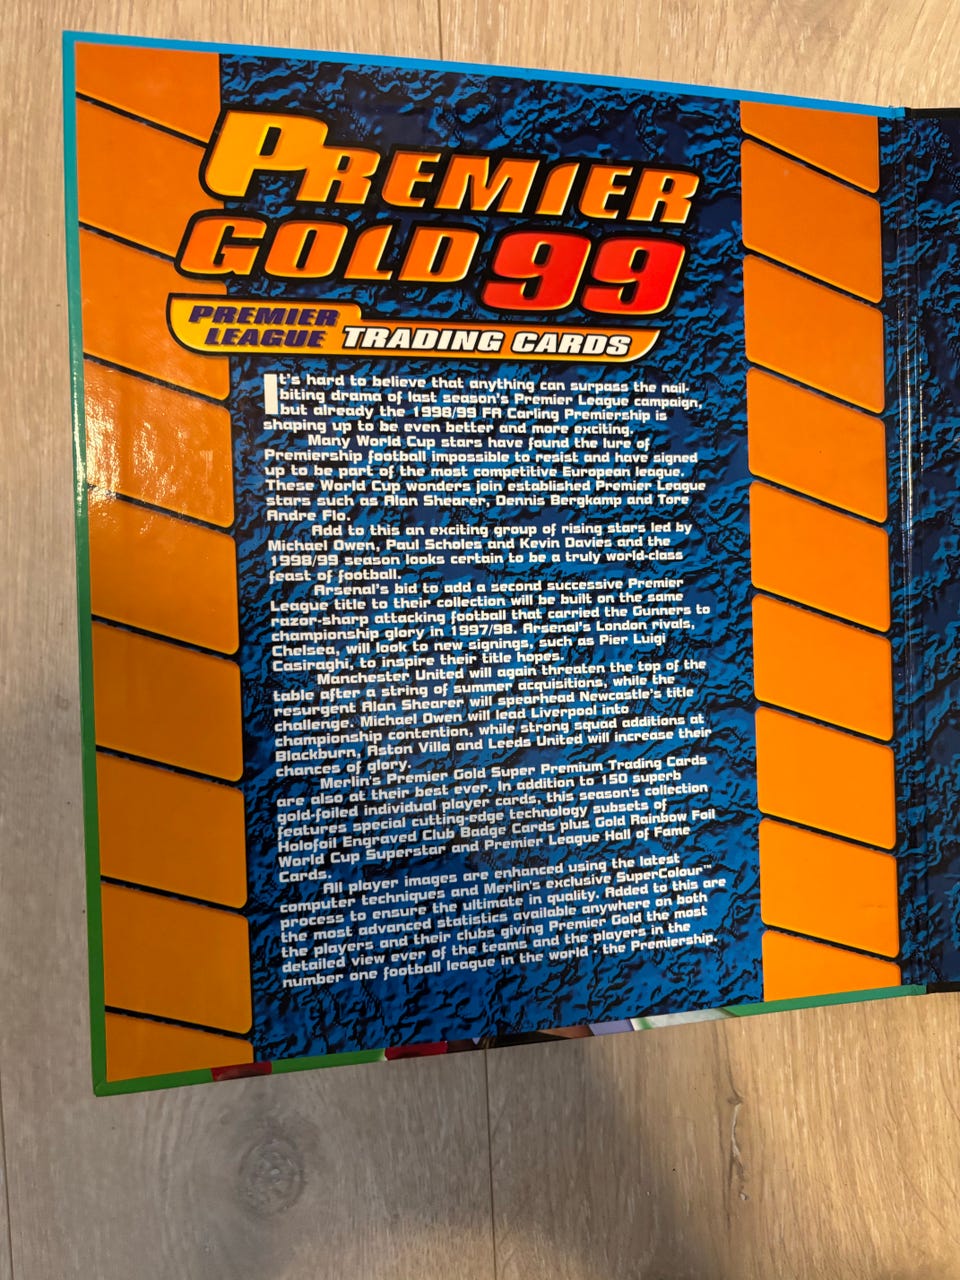 PREMIER
GOLD 99
PREMIER
LEAGUE
TRADING CARDS
It's hard to believe that anything can surpass the nail-
biting drama of last season's Premier League campaign,
but already the 1998/99 FA Carling Premiership is
shaping up to be even better and more exciting.
Many World Cup stars have found the lure of
Premiership football impossible to resist and have signed
up to be part of the most competitive European league.
These World Cup wonders join established Premier League
stars such as Alan Shearer, Dennis Bergkamp and Tore
Andre Flo.
Add to this an exciting group of rising stars led by
Michael Owen, Paul Scholes and Kevin Davies and the
1998/99 season looks certain to be a truly world-class
feast of football.
Arsenal's bid to add a second successive Premier
League title to their collection will be built on the same
razor-sharp attacking football that carried the Gunners to
championship glory in 1997/98. Arsenal's London rivals,
Chelsea, will look to new signings, such as Pier Luigi
Casiraghi, to inspire their title hopes.
Manchester United will again threaten the top of the
table after a string of summer acquisitions, while the
resurgent Alan Shearer will spearhead Newcastle's title
challenge. Michael Owen will lead Liverpool into
championship contention, while strong squad additions at
Blackburn, Aston Villa and Leeds United will increase their
chances of glory.
Merlin's Premier Gold Super Premium Trading Cards
are also at their best ever. In addition to 150 superb
gold-foiled individual player cards, this season's collection
features special cutting-edge technology subsets of
Holofoil Engraved Club Badge Cards plus Gold Rainbow Foil
World Cup Superstar and Premier League Hall of Fame
Cards.
All player images are enhanced using the latest
computer techniques and Merlin's exclusive SuperColour™
process to ensure the ultimate in quality. Added to this are
the most advanced statistics available anywhere on both
the players and their clubs giving Premier Gold the most
detailed view ever of the teams and the players in the
number one football league in the world - the Premiership.